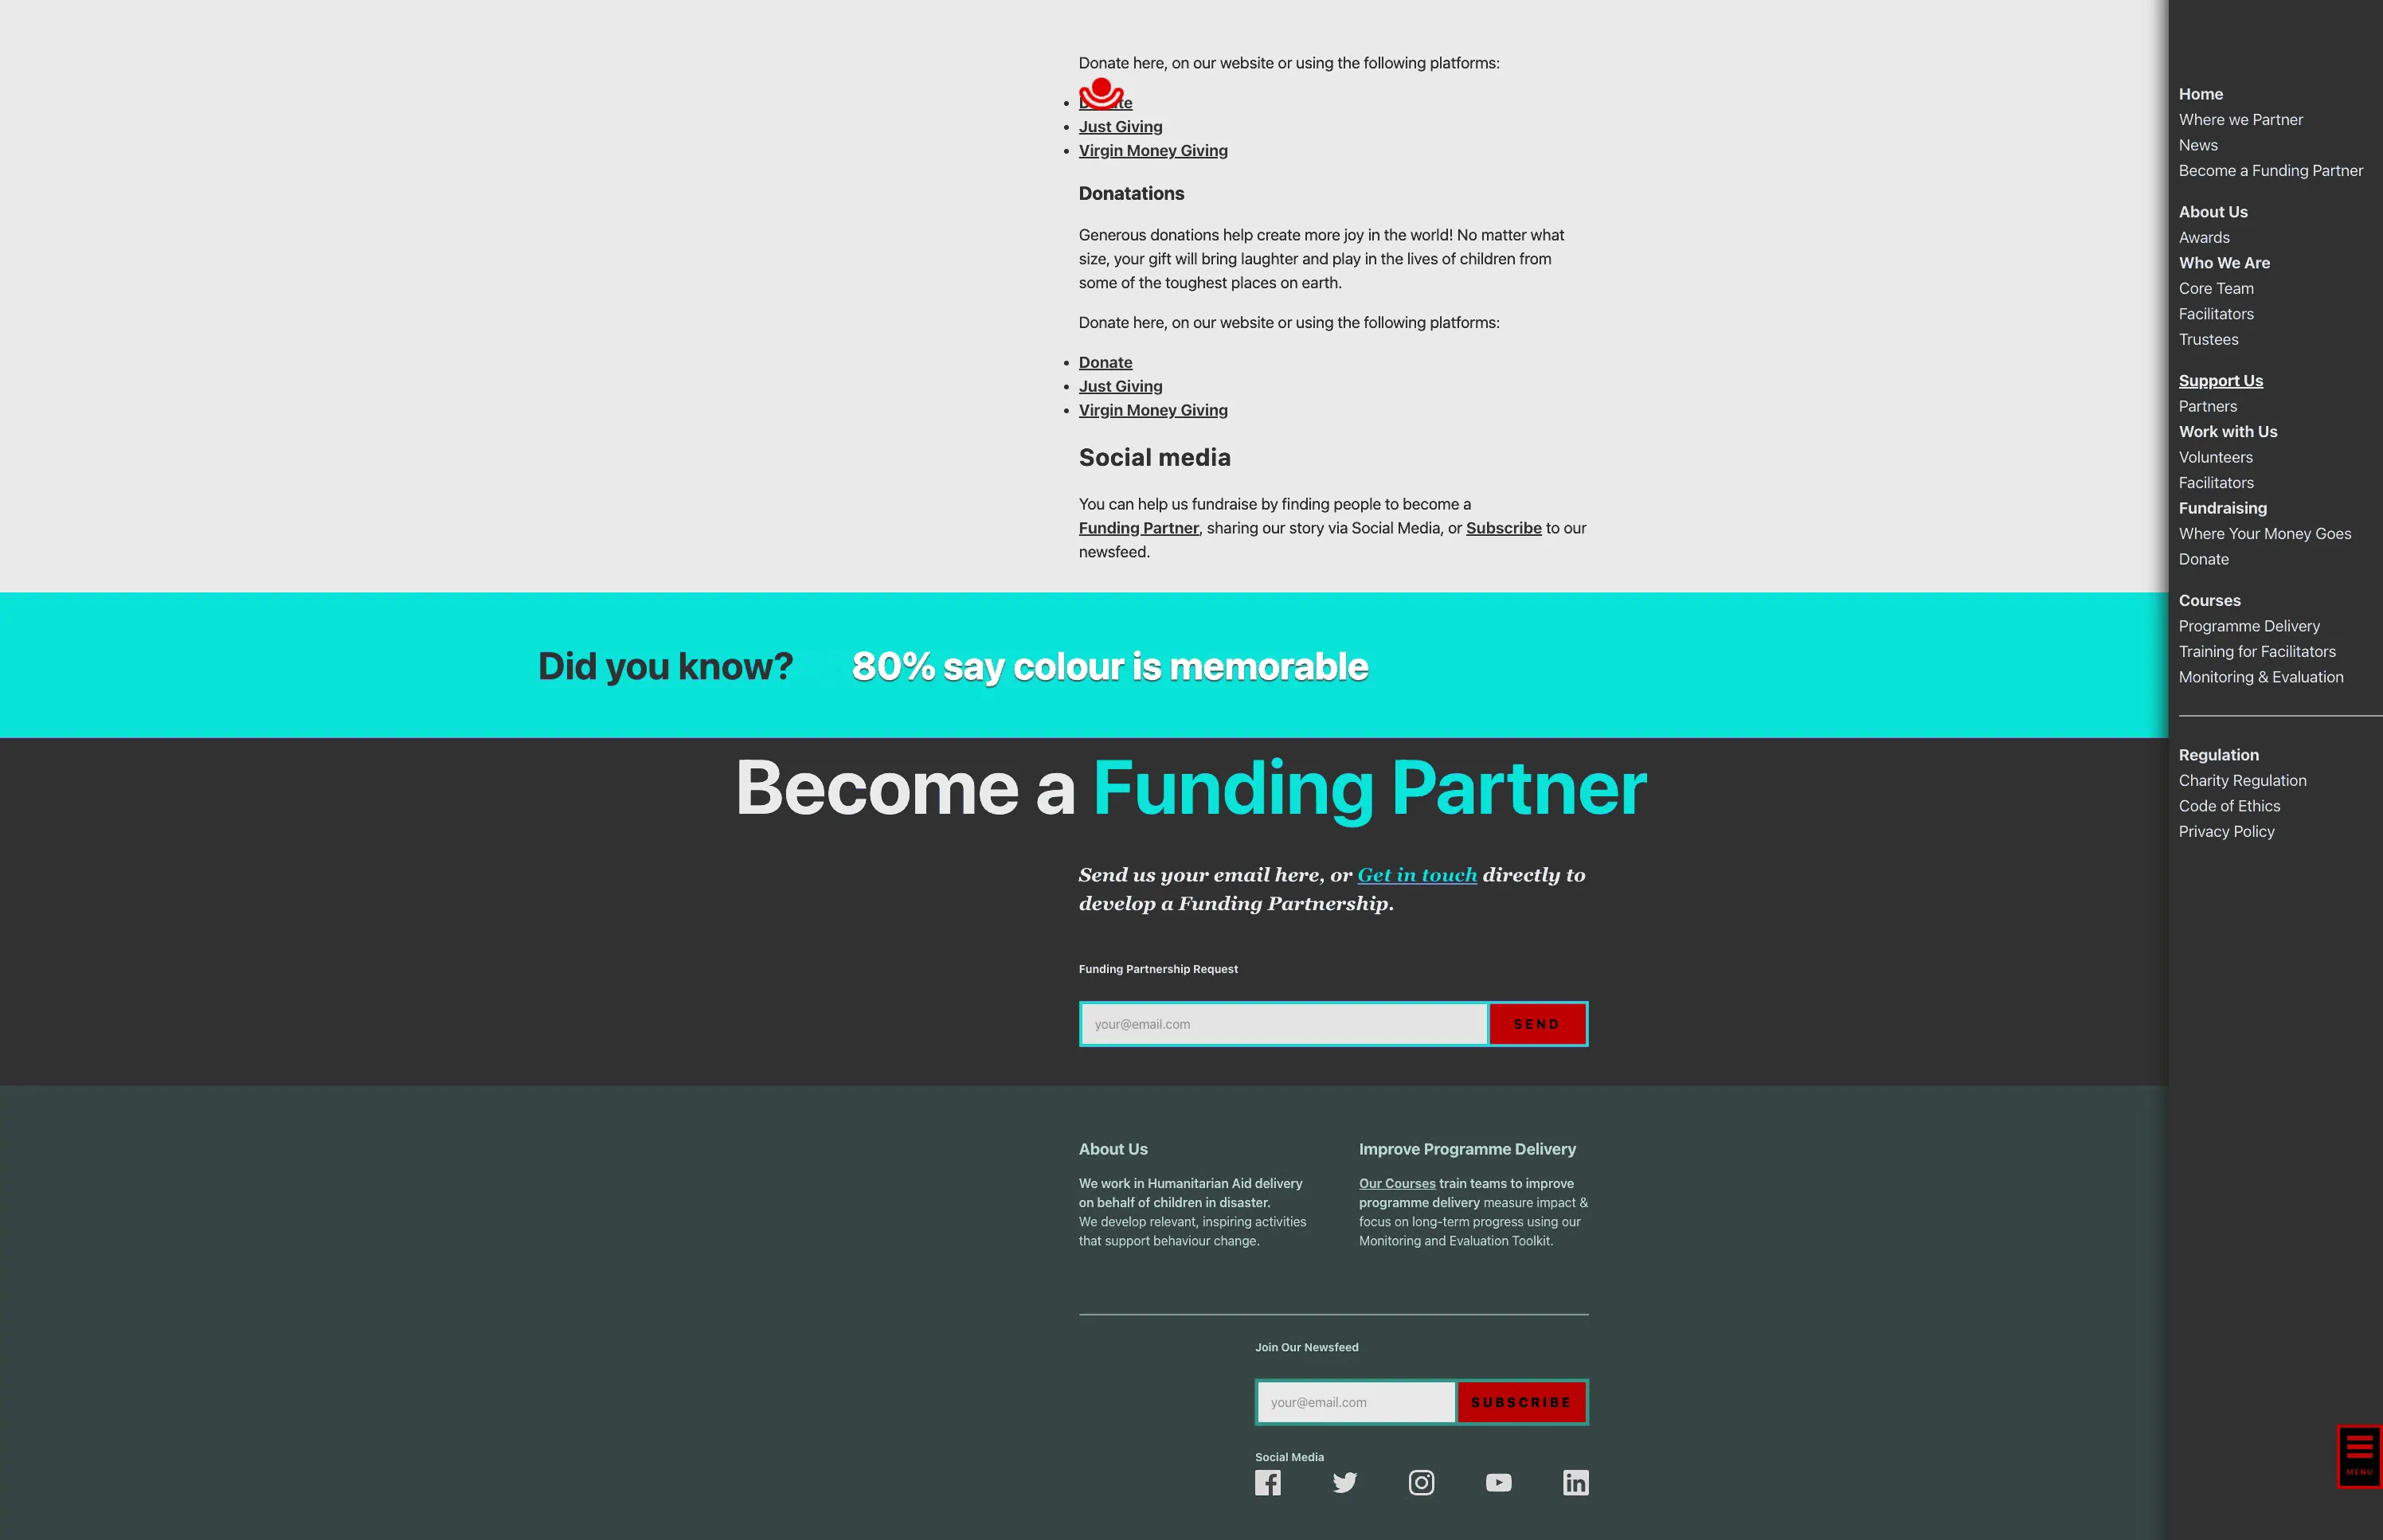 Donate here, on our website or using the following platforms:
Just Giving
Virgin Money Giving
Donatations
Generous donations help create more joy in the world! No matter what
size, your gift will bring laughter and play in the lives of children from
some of the toughest places on earth.
Donate here, on our website or using the following platforms:
Donate
Just Giving
Virgin Money Giving
Social media
You can help us fundraise by finding people to become a
Funding Partner, sharing our story via Social Media, or Subscribe to our
newsfeed.
Did you know? 80% say colour is memorable
Become a Funding Partner
Send us your email here, or Get in touch directly to
develop a Funding Partnership.
Funding Partnership Request
your@email.com SEND
About Us
We work in Humanitarian Aid delivery
on behalf of children in disaster.
We develop relevant, inspiring activities
that support behaviour change.
Improve Programme Delivery
Our Courses train teams to improve
programme delivery measure impact &
focus on long-term progress using our
Monitoring and Evaluation Toolkit.
Join Our Newsfeed
your@email.com SUBSCRIBE
Social Media
Home
Where we Partner
News
Become a Funding Partner
About Us
Awards
Who We Are
Core Team
Facilitators
Trustees
Support Us
Partners
Work with Us
Volunteers
Facilitators
Fundraising
Where Your Money Goes
Donate
Courses
Programme Delivery
Training for Facilitators
Monitoring & Evaluation
Regulation
Charity Regulation
Code of Ethics
Privacy Policy
MENU